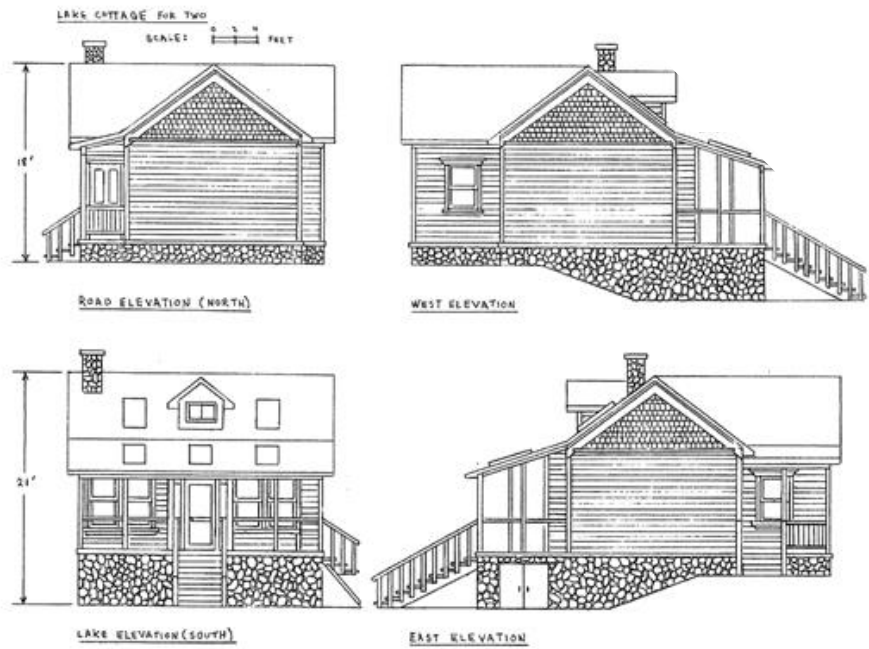 LAKE COTTAGE FOR TWO
SCALE: 0 2 4 FEET
18'
ROAD ELEVATION (NORTH)
WEST ELEVATION
21'
LAKE ELEVATION (SOUTH)
EAST ELEVATION